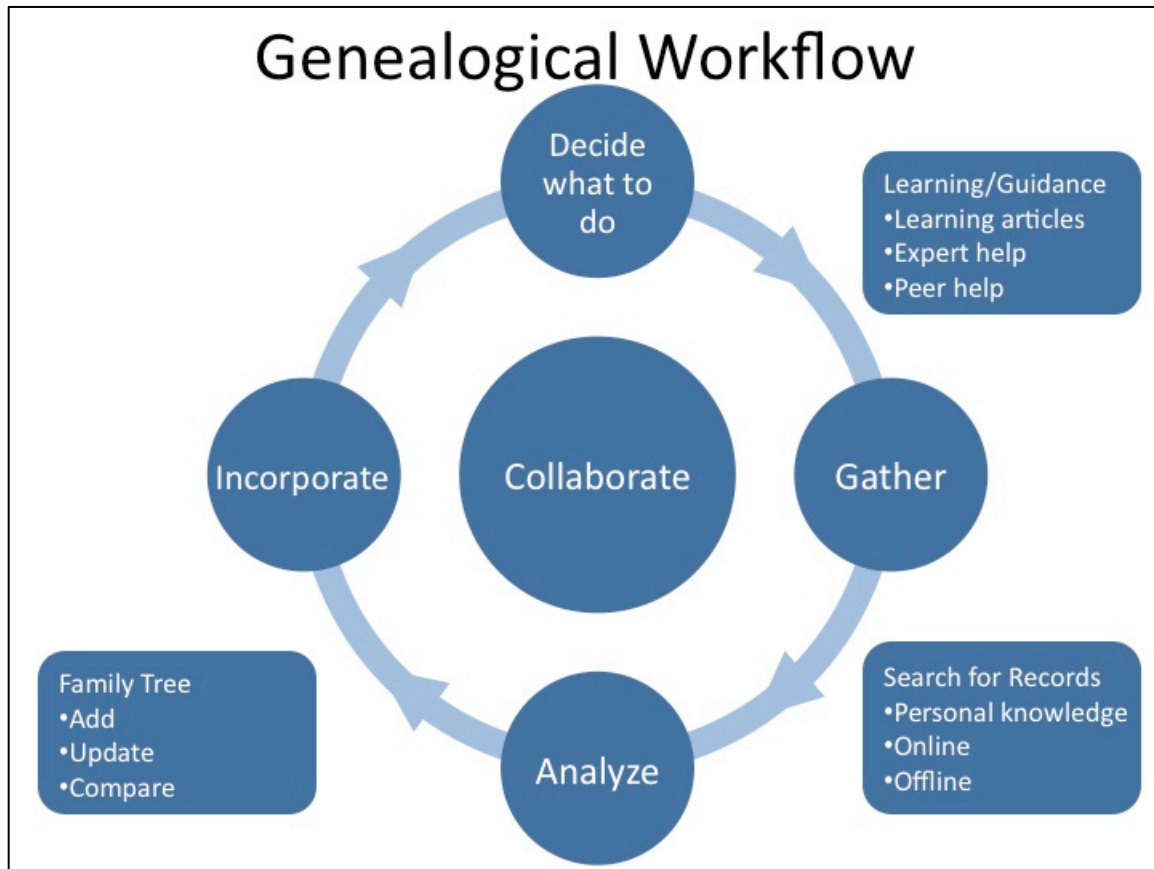 Genealogical Workflow
Decide
what to
do
Learning/Guidance
•Learning articles
•Expert help
•Peer help
Incorporate
Collaborate
Gather
Family Tree
•Add
•Update
•Compare
Analyze
Search for Records
•Personal knowledge
•Online
•Offline